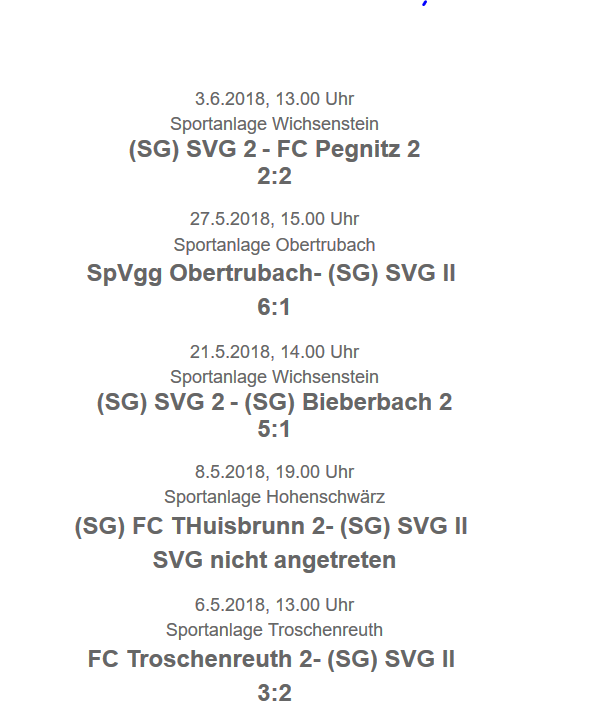 3.6.2018, 13.00 Uhr
Sportanlage Wichsenstein
(SG) SVG 2 - FC Pegnitz 2
2:2
27.5.2018, 15.00 Uhr
Sportanlage Obertrubach
SpVgg Obertrubach- (SG) SVG II
6:1
21.5.2018, 14.00 Uhr
Sportanlage Wichsenstein
(SG) SVG 2 - (SG) Bieberbach 2
5:1
8.5.2018, 19.00 Uhr
Sportanlage Hohenschwärz
(SG) FC THuisbrunn 2- (SG) SVG II
SVG nicht angetreten
6.5.2018, 13.00 Uhr
Sportanlage Troschenreuth
FC Troschenreuth 2- (SG) SVG II
3:2